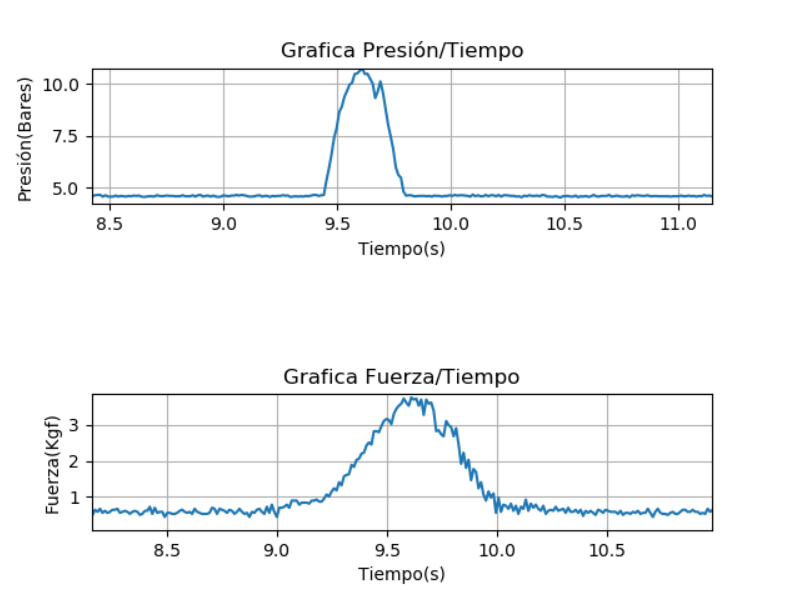 Grafica Presión/Tiempo
10.0
7.5
5.0
Presión(Bares)
8.5 9.0 9.5 10.0 10.5 11.0
Tiempo(s)
Grafica Fuerza/Tiempo
3
2
1
Fuerza(Kgf)
8.5 9.0 9.5 10.0 10.5
Tiempo(s)